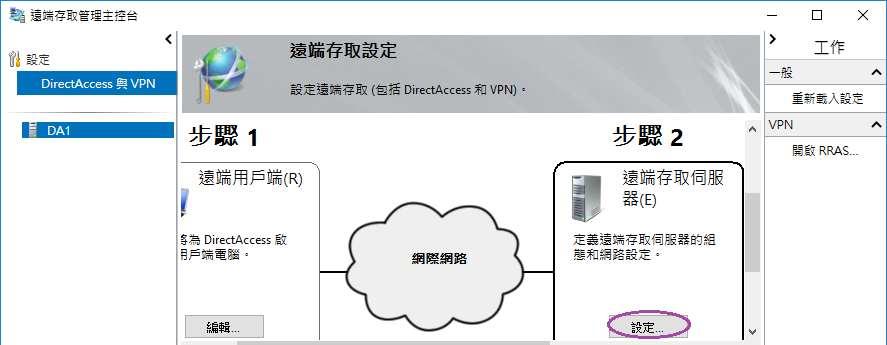 遠端存取管理主控台
設定
DirectAccess 與 VPN
DA1
遠端存取設定
設定遠端存取 (包括 DirectAccess 和 VPN)。
步驟 1
遠端用戶端(R)
將為 DirectAccess 啟
用戶端電腦。
編輯...
網際網路
步驟 2
遠端存取伺服
器(E)
定義遠端存取伺服器的組
態和網路設定。
設定...
工作
一般
重新載入設定
VPN
開啟 RRAS...